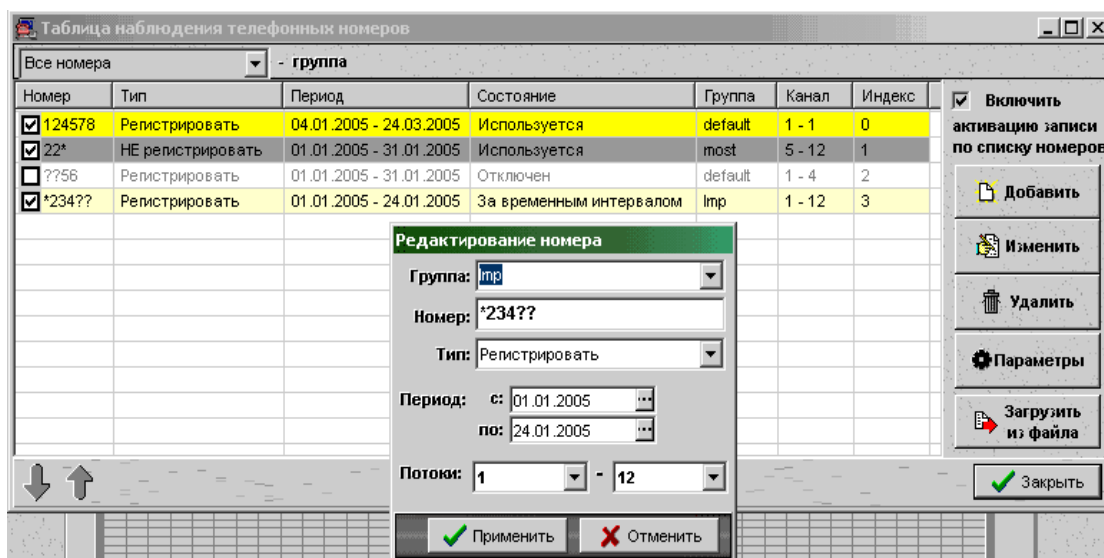 Таблица наблюдения телефонных номеров
Все номера - группа
Номер Тип Период Состояние Группа Канал Индекс
124578 Регистрировать 04.01.2005 - 24.03.2005 Используется default 1 - 1 0
22* НЕ регистрировать 01.01.2005 - 31.01.2005 Используется most 5 - 12 1
??56 Регистрировать 01.01.2005 - 31.01.2005 Отключен default 1 - 4 2
*234?? Регистрировать 01.01.2005 - 24.01.2005 За временным интервалом Imp 1 - 12 3
Включить
активацию записи
по списку номеров
Добавить
Изменить
Удалить
Параметры
Загрузить
из файла
Закрыть
Редактирование номера
Группа: Imp
Номер: *234??
Тип: Регистрировать
Период: с: 01.01.2005 ...
по: 24.01.2005 ...
Потоки: 1 - 12
Применить Отменить